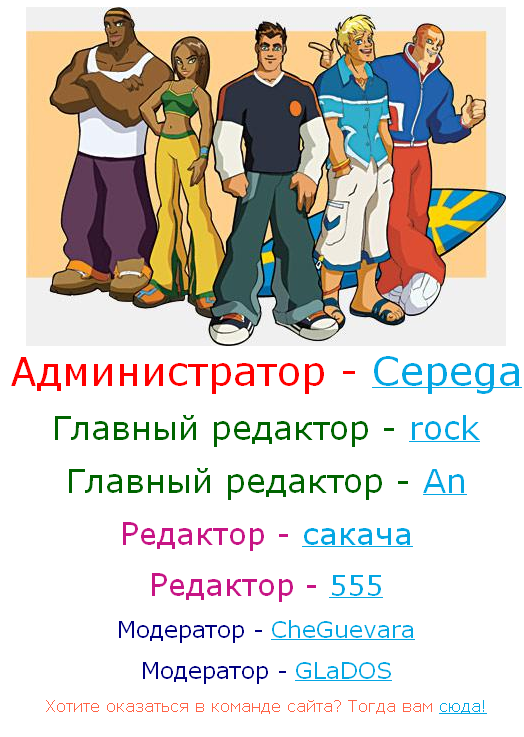 Администратор - Cepega
Главный редактор - rock
Главный редактор - An
Редактор - сакача
Редактор - 555
Модератор - CheGuevara
Модератор - GLaDOS
Хотите оказаться в команде сайта? Тогда вам сюда!